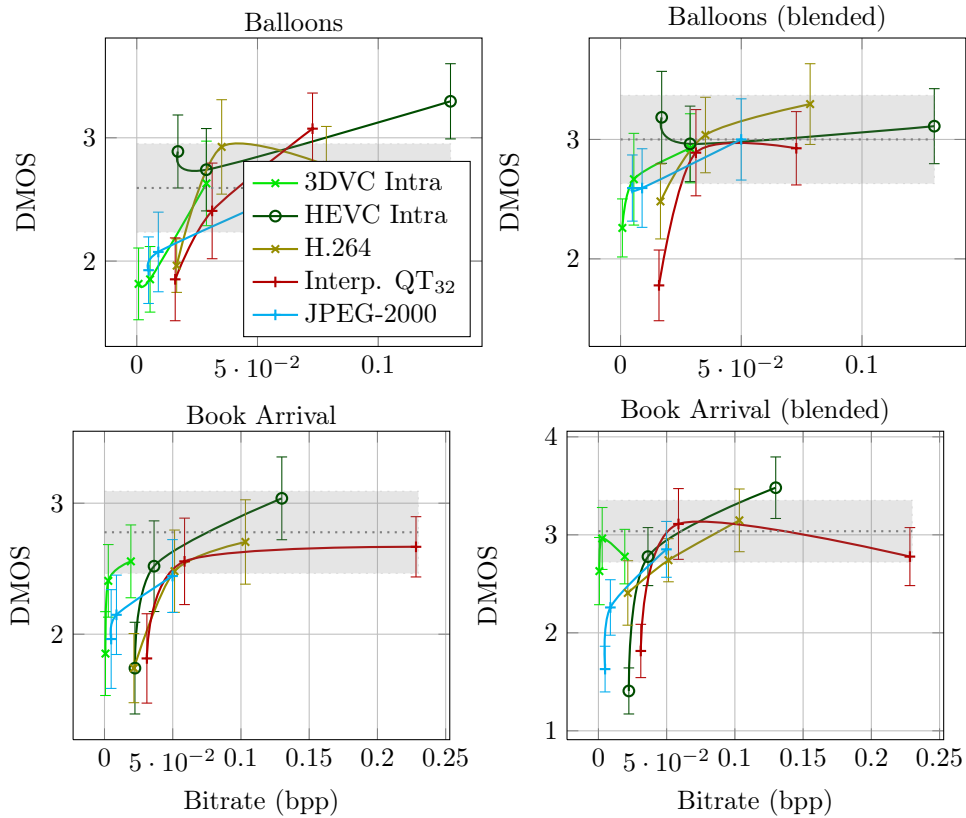 Balloons
Balloons (blended)
DMOS
3
2
0
5 · 10⁻²
0.1
3DVC Intra
HEVC Intra
H.264
Interp. QT₃₂
JPEG-2000
DMOS
3
2
0
5 · 10⁻²
0.1
Book Arrival
Book Arrival (blended)
DMOS
3
2
0
5 · 10⁻²
0.1
0.15
0.2
0.25
Bitrate (bpp)
DMOS
4
3
2
1
0
5 · 10⁻²
0.1
0.15
0.2
0.25
Bitrate (bpp)